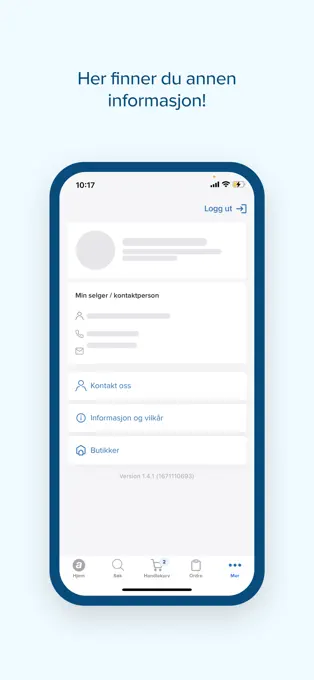 Her finner du annen
informasjon!
10:17
Logg ut
Min selger / kontaktperson
Kontakt oss
Informasjon og vilkår
Butikker
Version 1.4.1 (1671110693)
a
2
Hjem
Søk
Handlekurv
Ordre
Mer